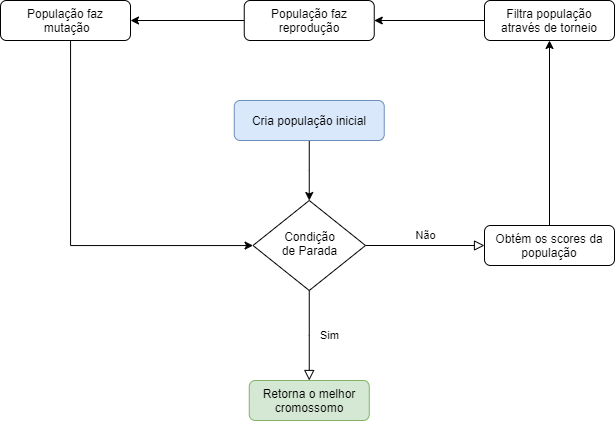 População faz
mutação
População faz
reprodução
Filtra população
através de torneio
Cria população inicial
Condição
de Parada
Não
Obtém os scores da
população
Sim
Retorna o melhor
cromossomo